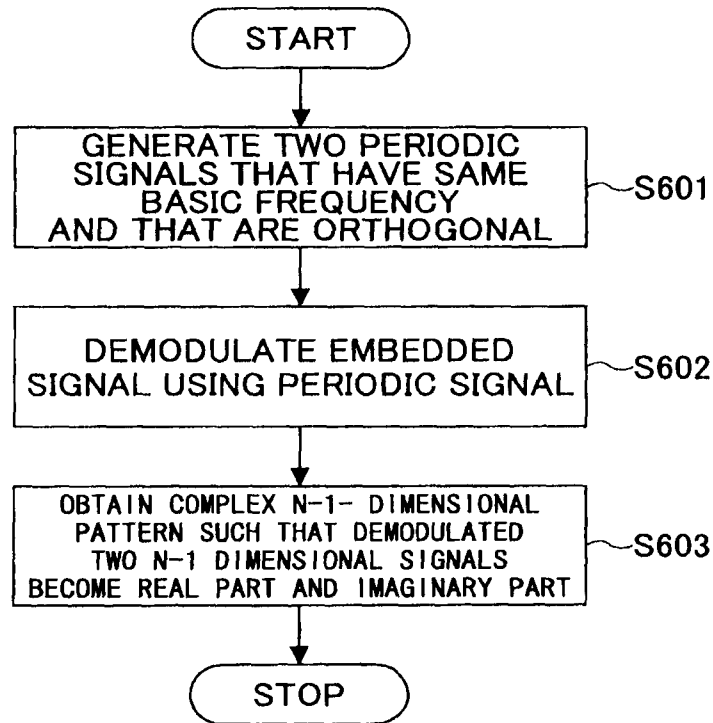 START
GENERATE TWO PERIODIC
SIGNALS THAT HAVE SAME
BASIC FREQUENCY
AND THAT ARE ORTHOGONAL
S601
DEMODULATE EMBEDDED
SIGNAL USING PERIODIC SIGNAL
S602
OBTAIN COMPLEX N-1- DIMENSIONAL
PATTERN SUCH THAT DEMODULATED
TWO N-1 DIMENSIONAL SIGNALS
BECOME REAL PART AND IMAGINARY PART
S603
STOP